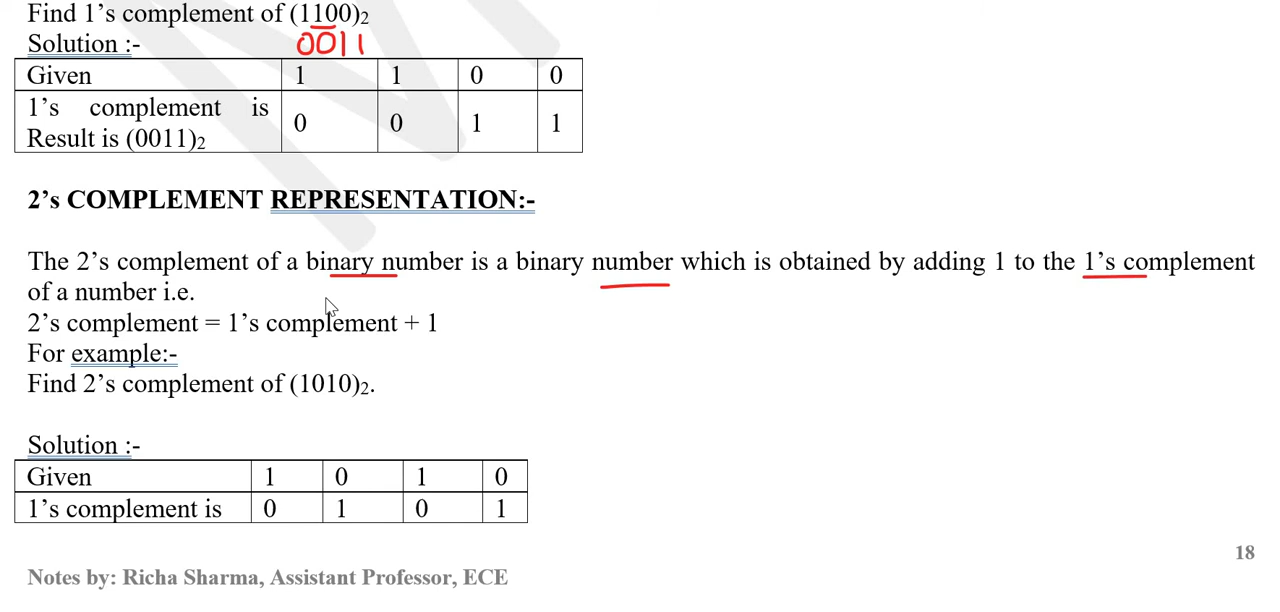 Find 1’s complement of (1100)₂
Solution :-
0011
Given 1 1 0 0
1’s complement is
Result is (0011)₂ 0 0 1 1
2’s COMPLEMENT REPRESENTATION:-
The 2’s complement of a binary number is a binary number which is obtained by adding 1 to the 1’s complement
of a number i.e.
2’s complement = 1’s complement + 1
For example:-
Find 2’s complement of (1010)₂.
Solution :-
Given 1 0 1 0
1’s complement is 0 1 0 1
18
Notes by: Richa Sharma, Assistant Professor, ECE